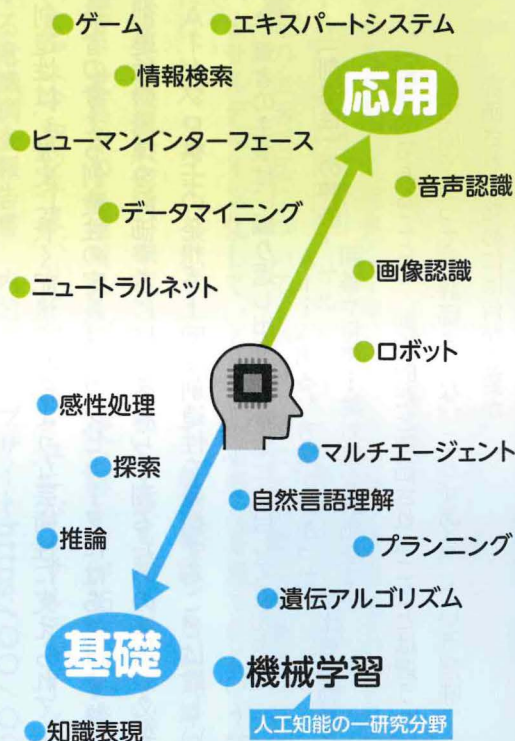 ゲーム
エキスパートシステム
情報検索
応用
ヒューマンインターフェース
音声認識
データマイニング
画像認識
ニュートラルネット
ロボット
感性処理
マルチエージェント
探索
自然言語理解
推論
プランニング
遺伝アルゴリズム
基礎
機械学習
人工知能の一研究分野
知識表現